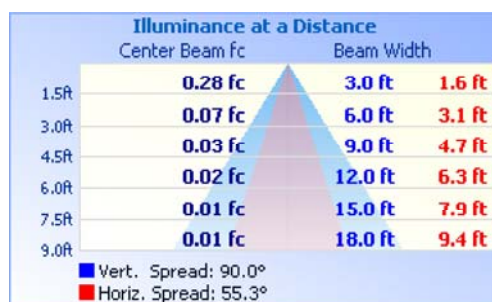 Illuminance at a Distance
Center Beam fc Beam Width
1.5ft 0.28 fc 3.0 ft 1.6 ft
3.0ft 0.07 fc 6.0 ft 3.1 ft
4.5ft 0.03 fc 9.0 ft 4.7 ft
6.0ft 0.02 fc 12.0 ft 6.3 ft
7.5ft 0.01 fc 15.0 ft 7.9 ft
9.0ft 0.01 fc 18.0 ft 9.4 ft
Vert. Spread: 90.0°
Horiz. Spread: 55.3°